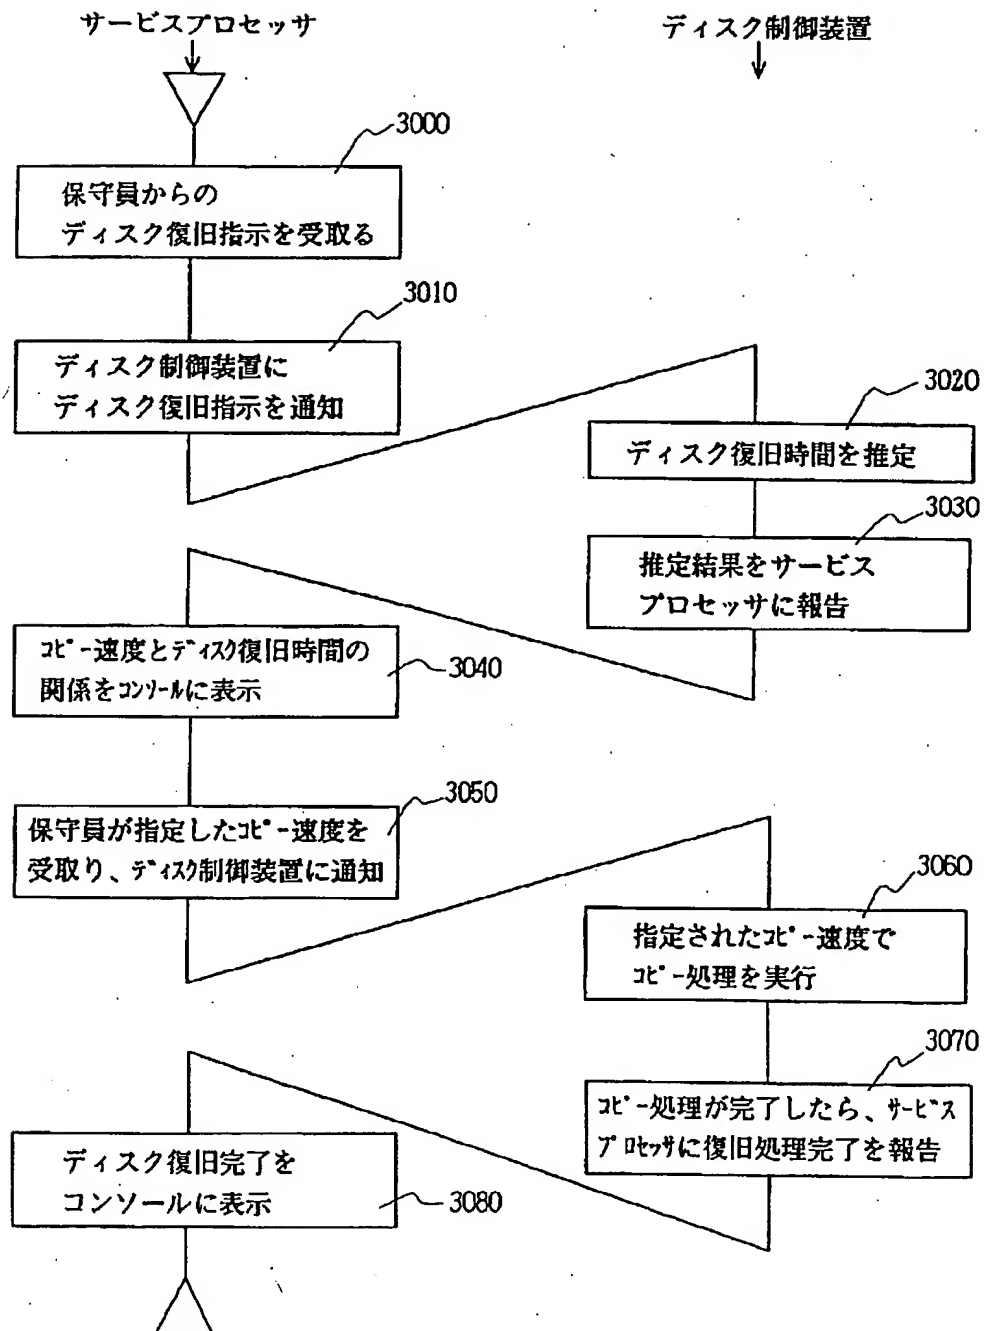 サービスプロセッサ
ディスク制御装置
3000
保守員からの
ディスク復旧指示を受取る
3010
ディスク制御装置に
ディスク復旧指示を通知
3020
ディスク復旧時間を推定
3030
推定結果をサービス
プロセッサに報告
3040
コピー速度とディスク復旧時間の
関係をコンソールに表示
3050
保守員が指定したコピー速度を
受取り、ディスク制御装置に通知
3060
指定されたコピー速度で
コピー処理を実行
3070
コピー処理が完了したら、サービス
プロセッサに復旧処理完了を報告
3080
ディスク復旧完了を
コンソールに表示